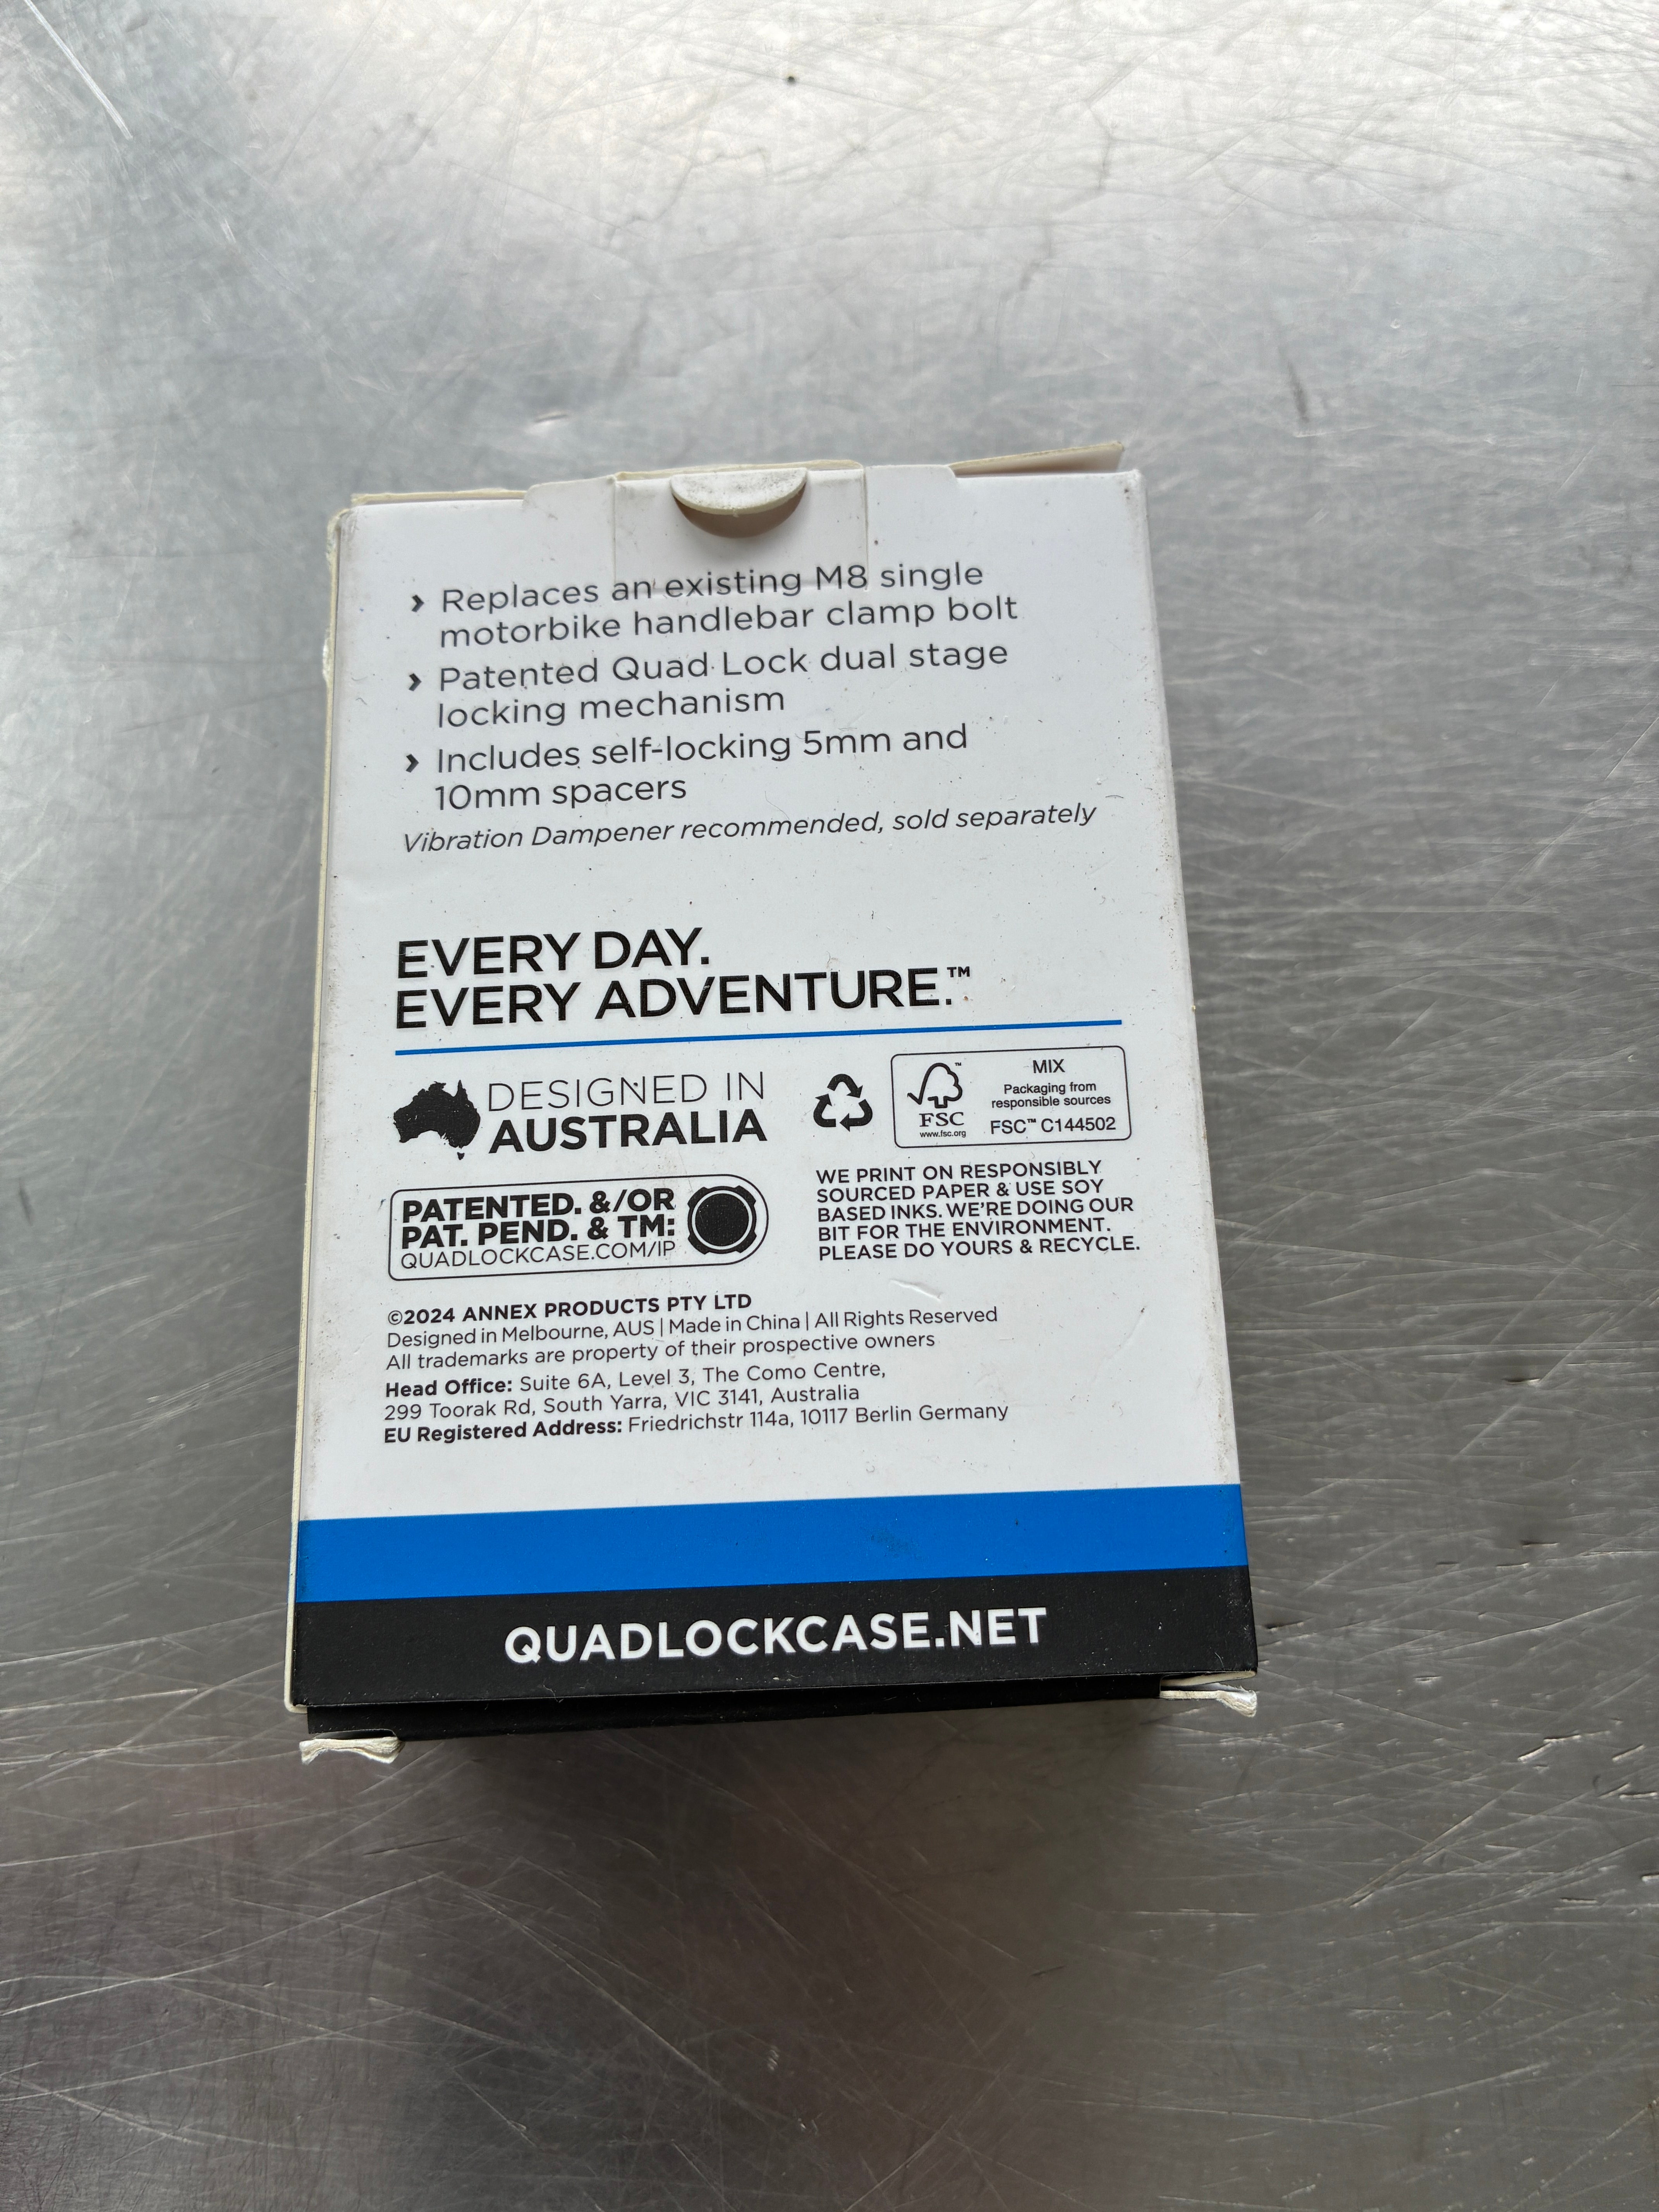 › Replaces an existing M8 single
motorbike handlebar clamp bolt
› Patented Quad Lock dual stage
locking mechanism
› Includes self-locking 5mm and
10mm spacers
Vibration Dampener recommended, sold separately
EVERY DAY.
EVERY ADVENTURE.™
DESIGNED IN
AUSTRALIA
FSC™
www.fsc.org
MIX
Packaging from
responsible sources
FSC™ C144502
PATENTED. &/OR
PAT. PEND. & TM:
QUADLOCKCASE.COM/IP
WE PRINT ON RESPONSIBLY
SOURCED PAPER & USE SOY
BASED INKS. WE'RE DOING OUR
BIT FOR THE ENVIRONMENT.
PLEASE DO YOURS & RECYCLE.
©2024 ANNEX PRODUCTS PTY LTD
Designed in Melbourne, AUS | Made in China | All Rights Reserved
All trademarks are property of their prospective owners
Head Office: Suite 6A, Level 3, The Como Centre,
299 Toorak Rd, South Yarra, VIC 3141, Australia
EU Registered Address: Friedrichstr 114a, 10117 Berlin Germany
QUADLOCKCASE.NET